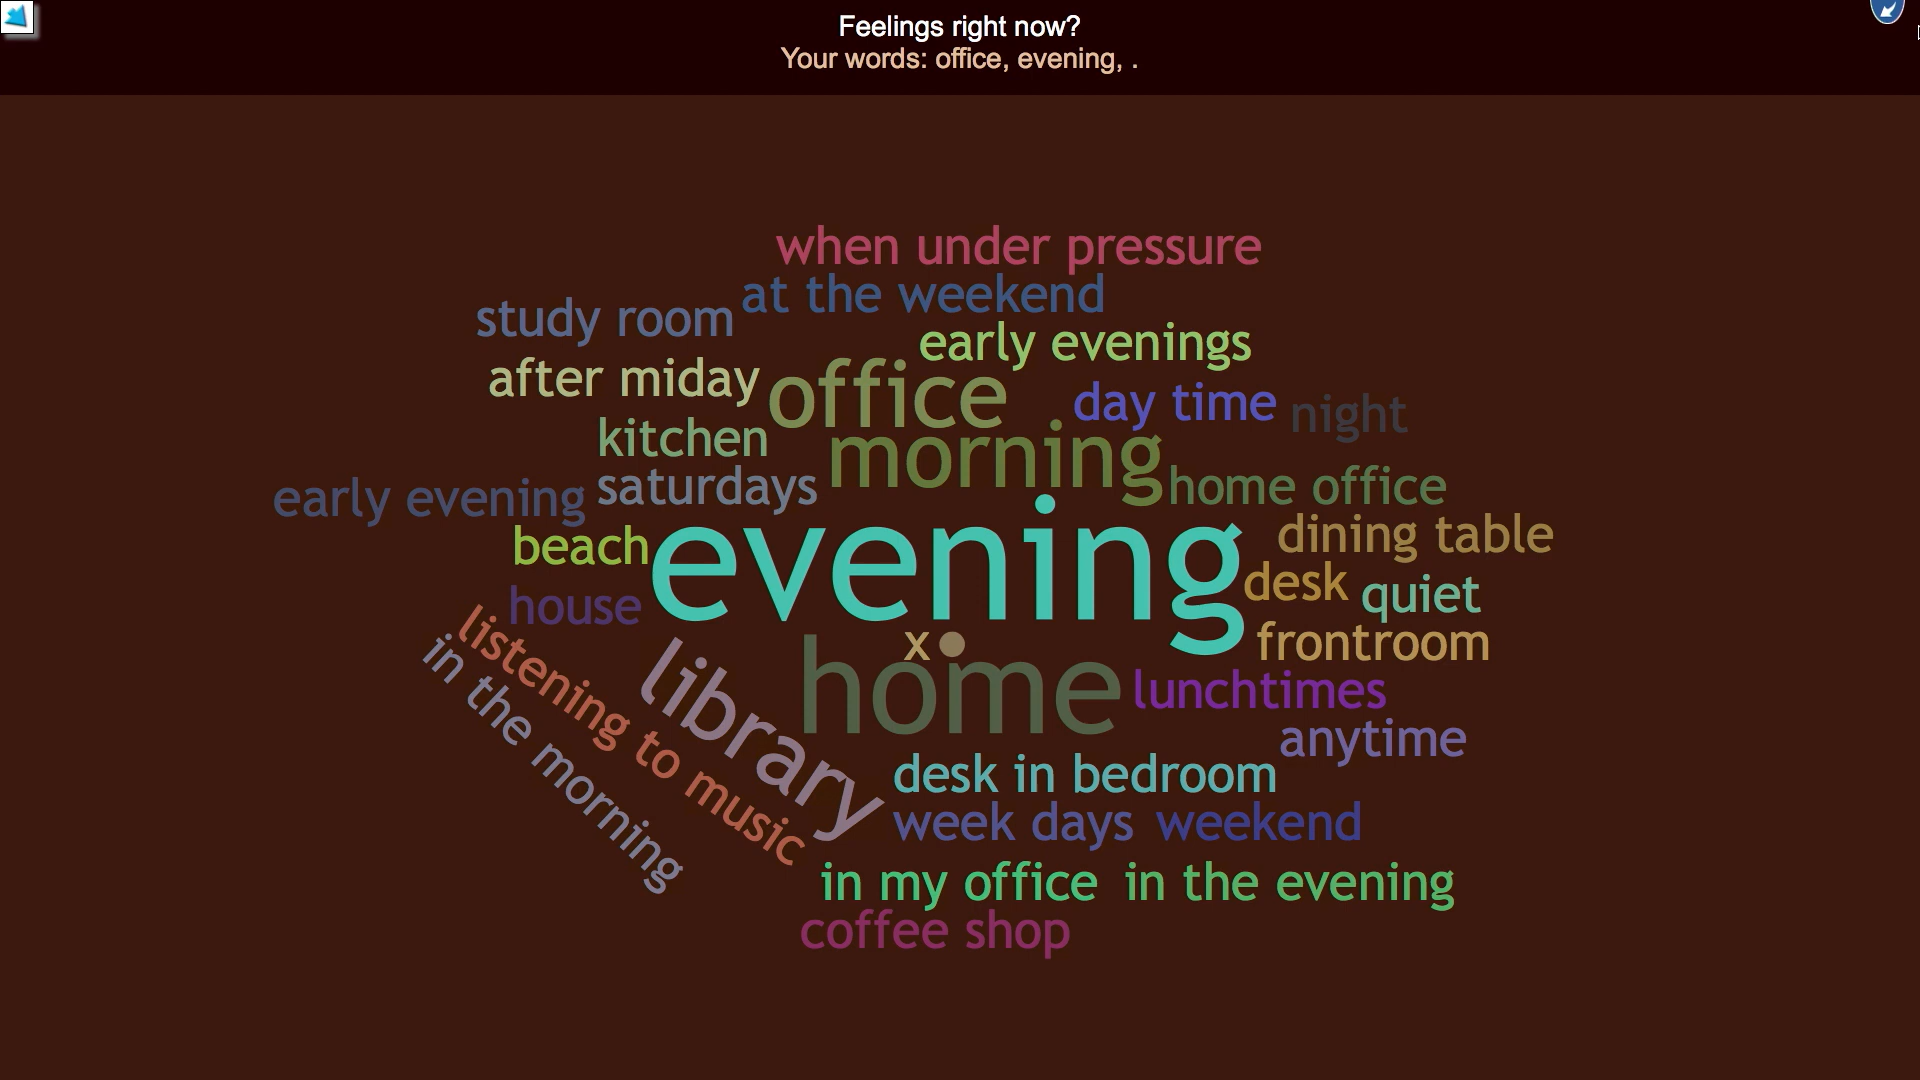 Feelings right now?
Your words: office, evening, .
when under pressure
at the weekend
study room
early evenings
after miday
office
day time
night
kitchen
morning
saturdays
home office
early evening
evening
dining table
beach
desk
quiet
house
x
frontroom
listening to music
in the morning
library
home
lunchtimes
anytime
desk in bedroom
week days
weekend
in my office
in the evening
coffee shop